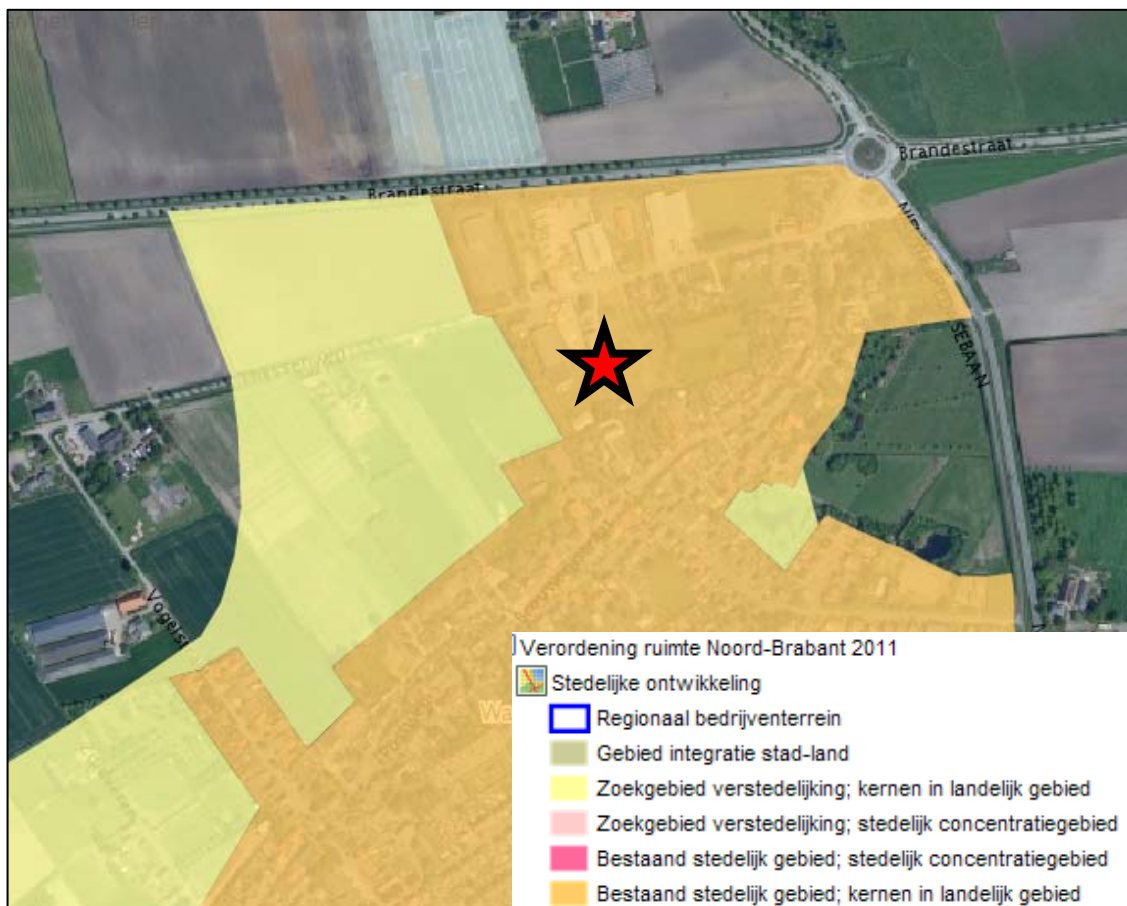 Brandestraat
Brandestraat
Verordening ruimte Noord-Brabant 2011
Stedelijke ontwikkeling
Regionaal bedrijventerrein
Gebied integratie stad-land
Zoekgebied verstedelijking; kernen in landelijk gebied
Zoekgebied verstedelijking; stedelijk concentratiegebied
Bestaand stedelijk gebied; stedelijk concentratiegebied
Bestaand stedelijk gebied; kernen in landelijk gebied